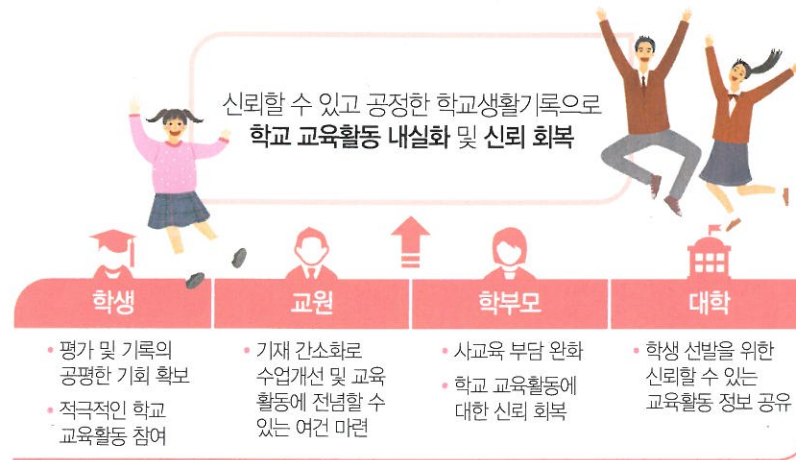 신뢰할 수 있고 공정한 학교생활기록으로
학교 교육활동 내실화 및 신뢰 회복
학생
• 평가 및 기록의
공평한 기회 확보
• 적극적인 학교
교육활동 참여
교원
• 기재 간소화로
수업개선 및 교육
활동에 전념할 수
있는 여건 마련
학부모
• 사교육 부담 완화
• 학교 교육활동에
대한 신뢰 회복
대학
• 학생 선발을 위한
신뢰할 수 있는
교육활동 정보 공유